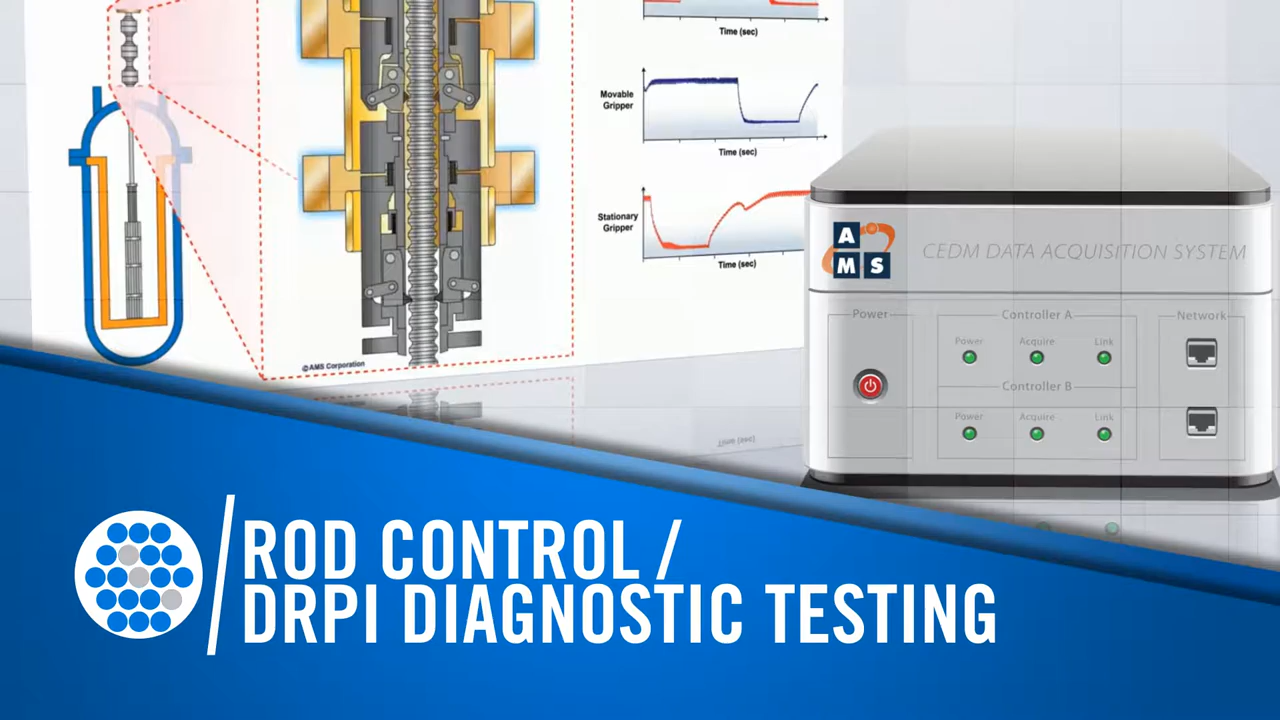 Time (sec)
Movable
Gripper
Time (sec)
Stationary
Gripper
Time (sec)
©AMS Corporation
A
M S
CEDM DATA ACQUISITION SYSTEM
Power
Controller A
Network
Power Acquire Link
Controller B
Power Acquire Link
ROD CONTROL /
DRPI DIAGNOSTIC TESTING